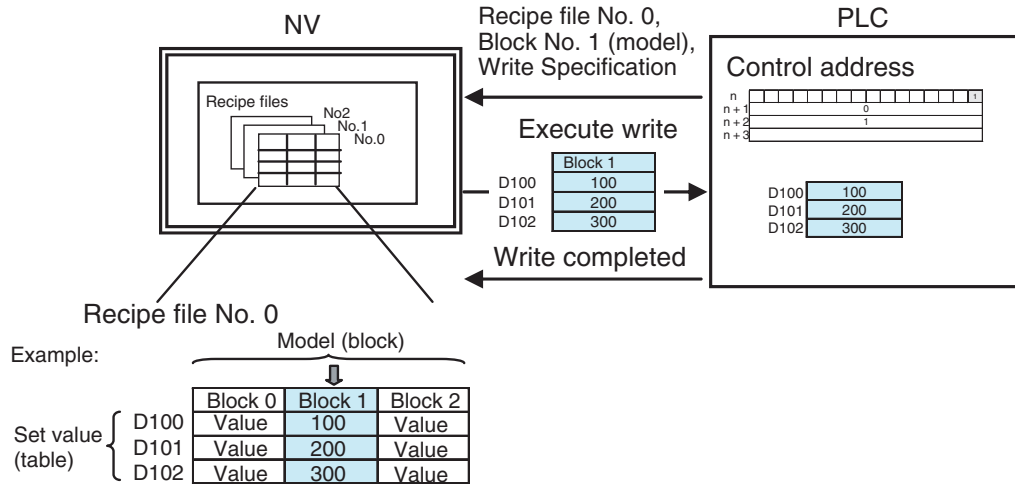 NV
Recipe file No. 0,
Block No. 1 (model),
Write Specification
PLC
Recipe files
No2
No.1
No.0
Control address
n 1
n + 1 0
n + 2 1
n + 3
Execute write
Block 1
D100 100
D101 200
D102 300
D100 100
D101 200
D102 300
Write completed
Recipe file No. 0
Example:
Model (block)
Block 0 Block 1 Block 2
Set value
(table)
D100 Value 100 Value
D101 Value 200 Value
D102 Value 300 Value